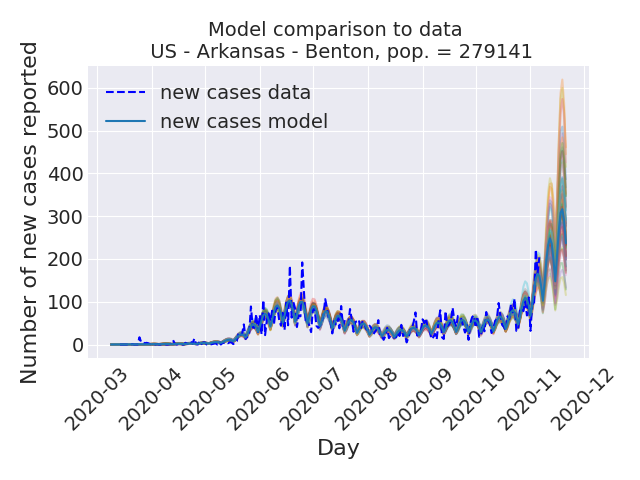 Model comparison to data
US - Arkansas - Benton, pop. = 279141
Number of new cases reported
600
500
400
300
200
100
0
new cases data
new cases model
2020-03
2020-04
2020-05
2020-06
2020-07
2020-08
2020-09
2020-10
2020-11
2020-12
Day